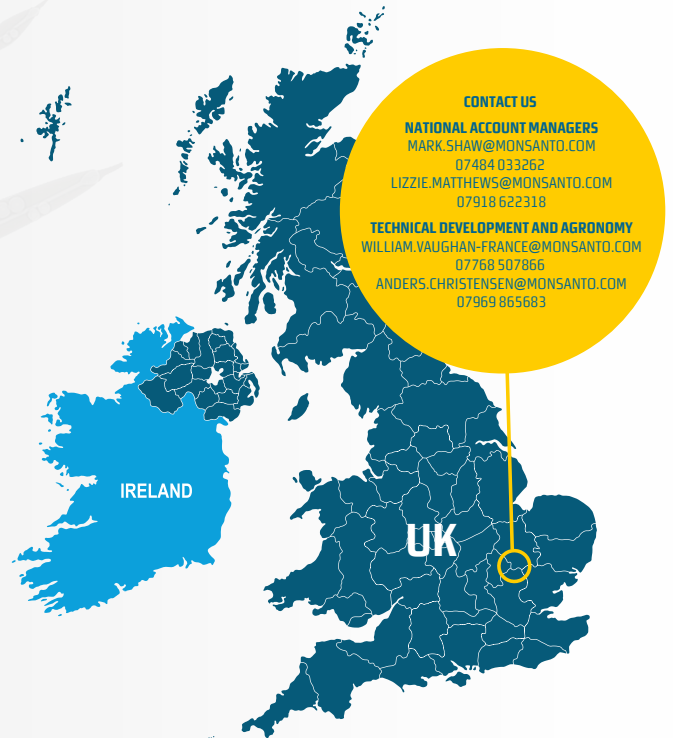 CONTACT US
NATIONAL ACCOUNT MANAGERS
MARK.SHAW@MONSANTO.COM
07484 033262
LIZZIE.MATTHEWS@MONSANTO.COM
07918 622318
TECHNICAL DEVELOPMENT AND AGRONOMY
WILLIAM.VAUGHAN-FRANCE@MONSANTO.COM
07768 507866
ANDERS.CHRISTENSEN@MONSANTO.COM
07969 865683
IRELAND
UK